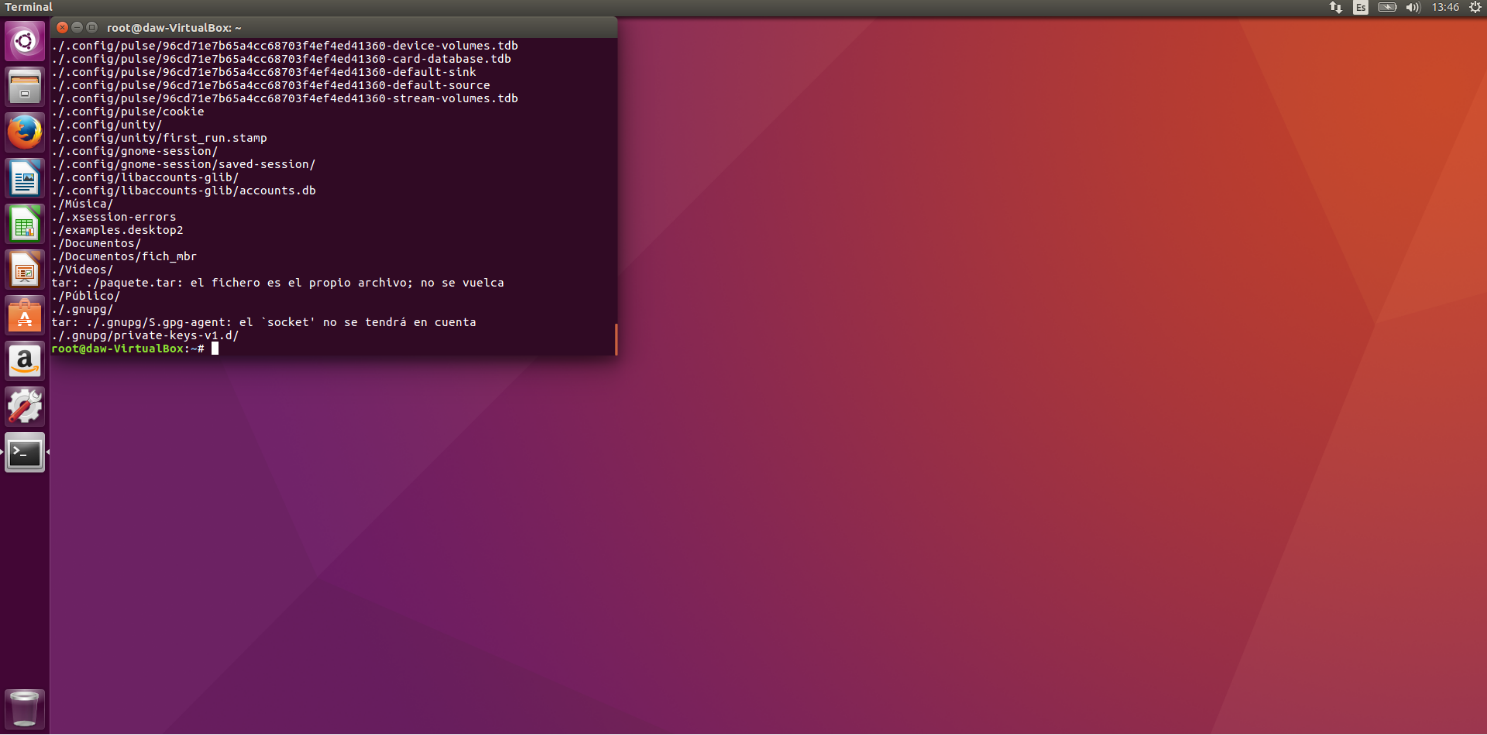 Terminal
Es
13:46
root@daw-VirtualBox: ~
./.config/pulse/96cd71e7b65a4cc68703f4ef4ed41360-device-volumes.tdb
./.config/pulse/96cd71e7b65a4cc68703f4ef4ed41360-card-database.tdb
./.config/pulse/96cd71e7b65a4cc68703f4ef4ed41360-default-sink
./.config/pulse/96cd71e7b65a4cc68703f4ef4ed41360-default-source
./.config/pulse/96cd71e7b65a4cc68703f4ef4ed41360-stream-volumes.tdb
./.config/pulse/cookie
./.config/unity/
./.config/unity/first_run.stamp
./.config/gnome-session/
./.config/gnome-session/saved-session/
./.config/libaccounts-glib/
./.config/libaccounts-glib/accounts.db
./Música/
./.xsession-errors
./examples.desktop2
./Documentos/
./Documentos/fich_mbr
./Vídeos/
tar: ./paquete.tar: el fichero es el propio archivo; no se vuelca
./Público/
./.gnupg/
tar: ./.gnupg/S.gpg-agent: el `socket' no se tendrá en cuenta
./.gnupg/private-keys-v1.d/
root@daw-VirtualBox:~#